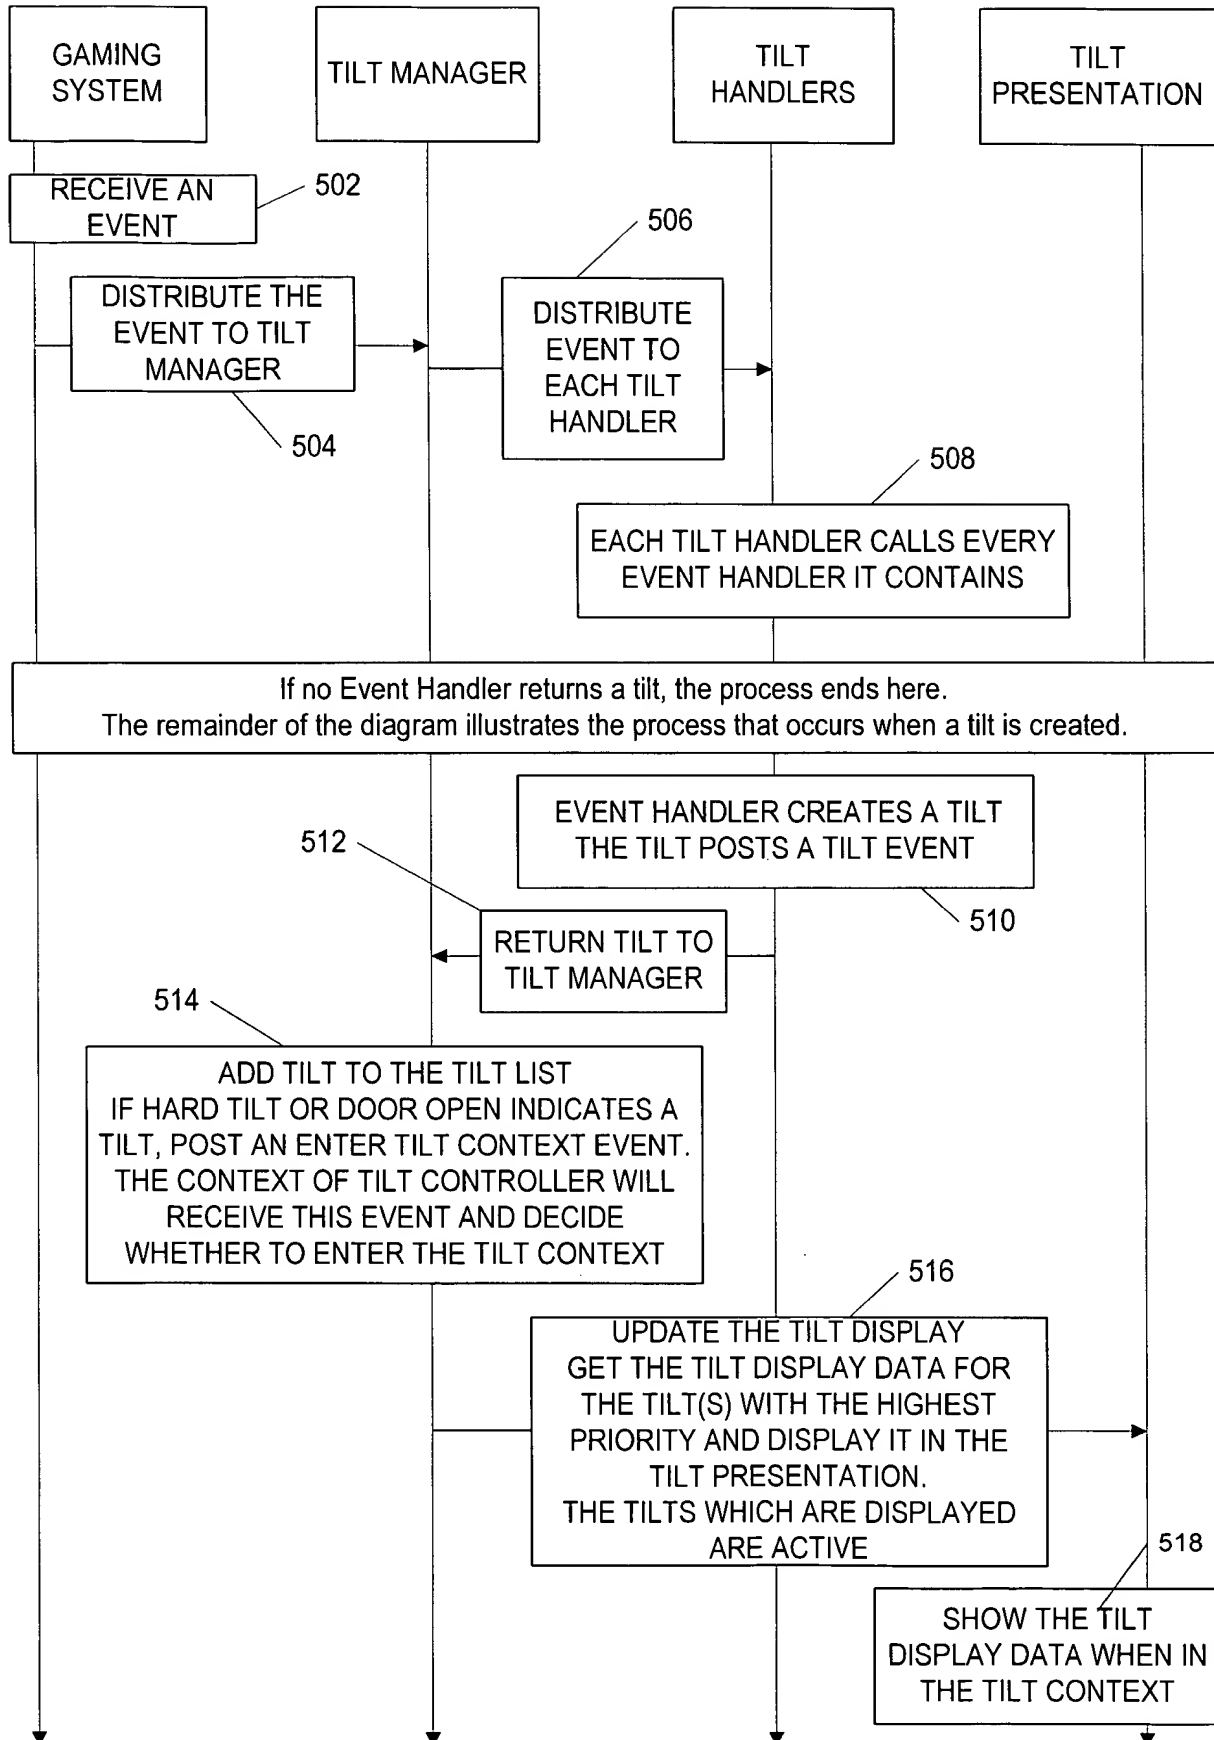 GAMING
SYSTEM
TILT MANAGER
TILT
HANDLERS
TILT
PRESENTATION
RECEIVE AN
EVENT
502
506
DISTRIBUTE THE
EVENT TO TILT
MANAGER
504
DISTRIBUTE
EVENT TO
EACH TILT
HANDLER
508
EACH TILT HANDLER CALLS EVERY
EVENT HANDLER IT CONTAINS
If no Event Handler returns a tilt, the process ends here.
The remainder of the diagram illustrates the process that occurs when a tilt is created.
EVENT HANDLER CREATES A TILT
THE TILT POSTS A TILT EVENT
510
512
RETURN TILT TO
TILT MANAGER
514
ADD TILT TO THE TILT LIST
IF HARD TILT OR DOOR OPEN INDICATES A
TILT, POST AN ENTER TILT CONTEXT EVENT.
THE CONTEXT OF TILT CONTROLLER WILL
RECEIVE THIS EVENT AND DECIDE
WHETHER TO ENTER THE TILT CONTEXT
516
UPDATE THE TILT DISPLAY
GET THE TILT DISPLAY DATA FOR
THE TILT(S) WITH THE HIGHEST
PRIORITY AND DISPLAY IT IN THE
TILT PRESENTATION.
THE TILTS WHICH ARE DISPLAYED
ARE ACTIVE
518
SHOW THE TILT
DISPLAY DATA WHEN IN
THE TILT CONTEXT